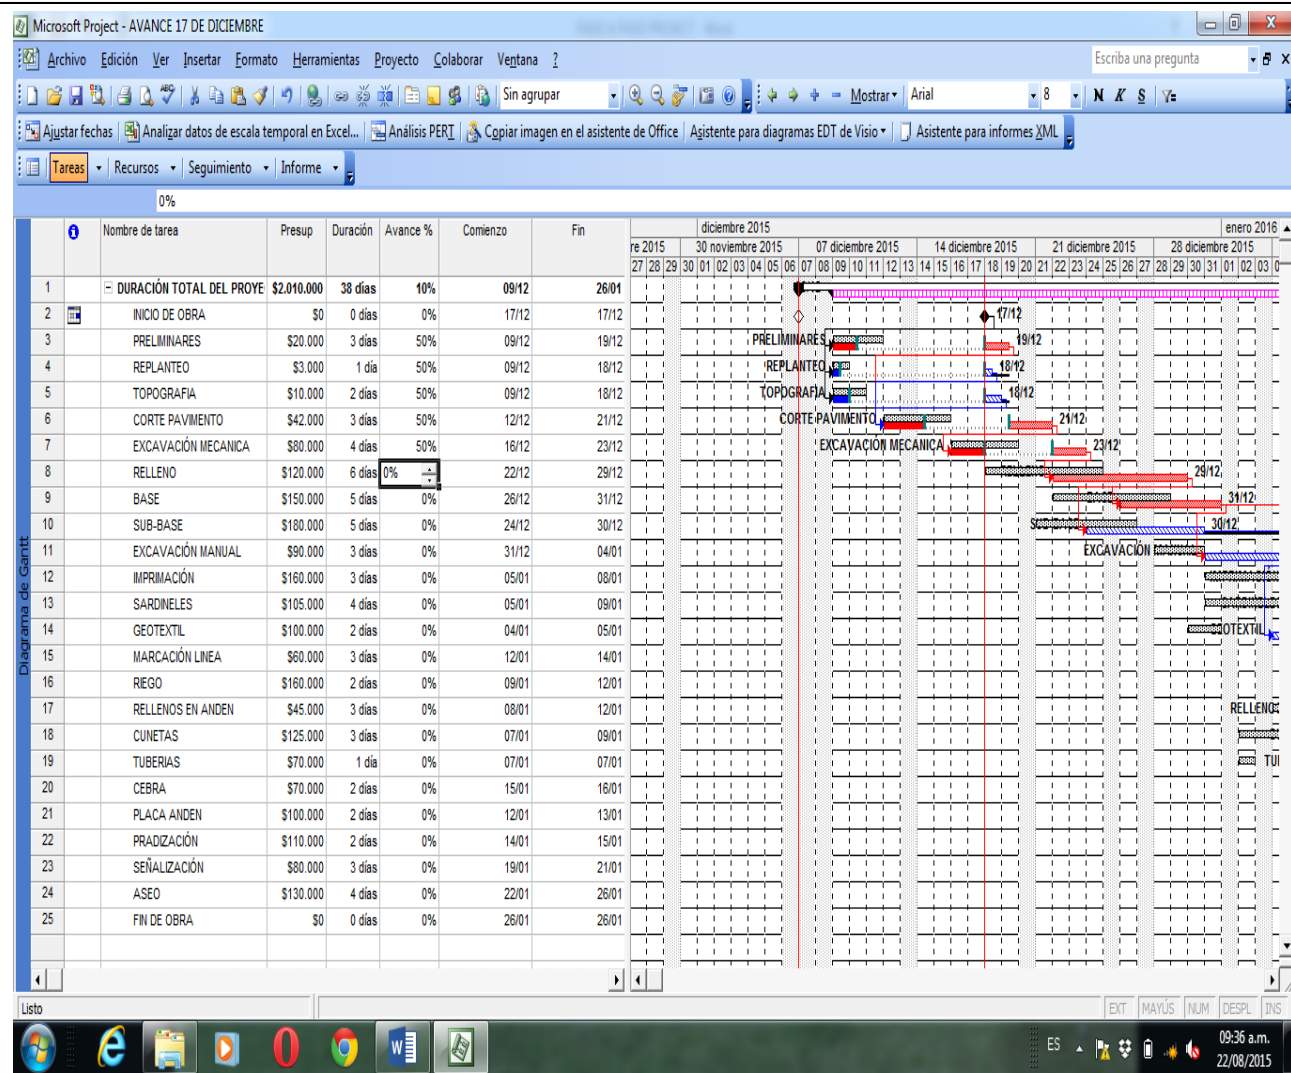 Microsoft Project - AVANCE 17 DE DICIEMBRE
Archivo Edición Ver Insertar Formato Herramientas Proyecto Colaborar Ventana ? Escriba una pregunta
Sin agrupar Mostrar Arial 8 N K S
Ajustar fechas Analizar datos de escala temporal en Excel... Análisis PERT Copiar imagen en el asistente de Office Asistente para diagramas EDT de Visio Asistente para informes XML
Tareas Recursos Seguimiento Informe
0%
Nombre de tarea Presup Duración Avance % Comienzo Fin
diciembre 2015 enero 2016
re 2015 30 noviembre 2015 07 diciembre 2015 14 diciembre 2015 21 diciembre 2015 28 diciembre 2015
27 28 29 30 01 02 03 04 05 06 07 08 09 10 11 12 13 14 15 16 17 18 19 20 21 22 23 24 25 26 27 28 29 30 31 01 02 03
1 DURACIÓN TOTAL DEL PROYE $2.010.000 38 días 10% 09/12 26/01
2 INICIO DE OBRA $0 0 días 0% 17/12 17/12 17/12
3 PRELIMINARES $20.000 3 días 50% 09/12 19/12 PRELIMINARES 19/12
4 REPLANTEO $3.000 1 día 50% 09/12 18/12 REPLANTEO 18/12
5 TOPOGRAFIA $10.000 2 días 50% 09/12 18/12 TOPOGRAFIA 18/12
6 CORTE PAVIMENTO $42.000 3 días 50% 12/12 21/12 CORTE PAVIMENTO 21/12
7 EXCAVACIÓN MECANICA $80.000 4 días 50% 16/12 23/12 EXCAVACIÓN MECANICA 23/12
8 RELLENO $120.000 6 días 0% 22/12 29/12 29/12
9 BASE $150.000 5 días 0% 26/12 31/12 31/12
10 SUB-BASE $180.000 5 días 0% 24/12 30/12 30/12
11 EXCAVACIÓN MANUAL $90.000 3 días 0% 31/12 04/01 EXCAVACIÓN
12 IMPRIMACIÓN $160.000 3 días 0% 05/01 08/01
13 SARDINELES $105.000 4 días 0% 05/01 09/01
14 GEOTEXTIL $100.000 2 días 0% 04/01 05/01 GEOTEXTIL
15 MARCACIÓN LINEA $60.000 3 días 0% 12/01 14/01
16 RIEGO $160.000 2 días 0% 09/01 12/01
17 RELLENOS EN ANDEN $45.000 3 días 0% 08/01 12/01 RELLENO
18 CUNETAS $125.000 3 días 0% 07/01 09/01
19 TUBERIAS $70.000 1 día 0% 07/01 07/01 TU
20 CEBRA $70.000 2 días 0% 15/01 16/01
21 PLACA ANDEN $100.000 2 días 0% 12/01 13/01
22 PRADIZACIÓN $110.000 2 días 0% 14/01 15/01
23 SEÑALIZACIÓN $80.000 3 días 0% 19/01 21/01
24 ASEO $130.000 4 días 0% 22/01 26/01
25 FIN DE OBRA $0 0 días 0% 26/01 26/01
Diagrama de Gantt
Listo EXT MAYÚS NUM DESPL INS
ES 09:36 a.m.
22/08/2015